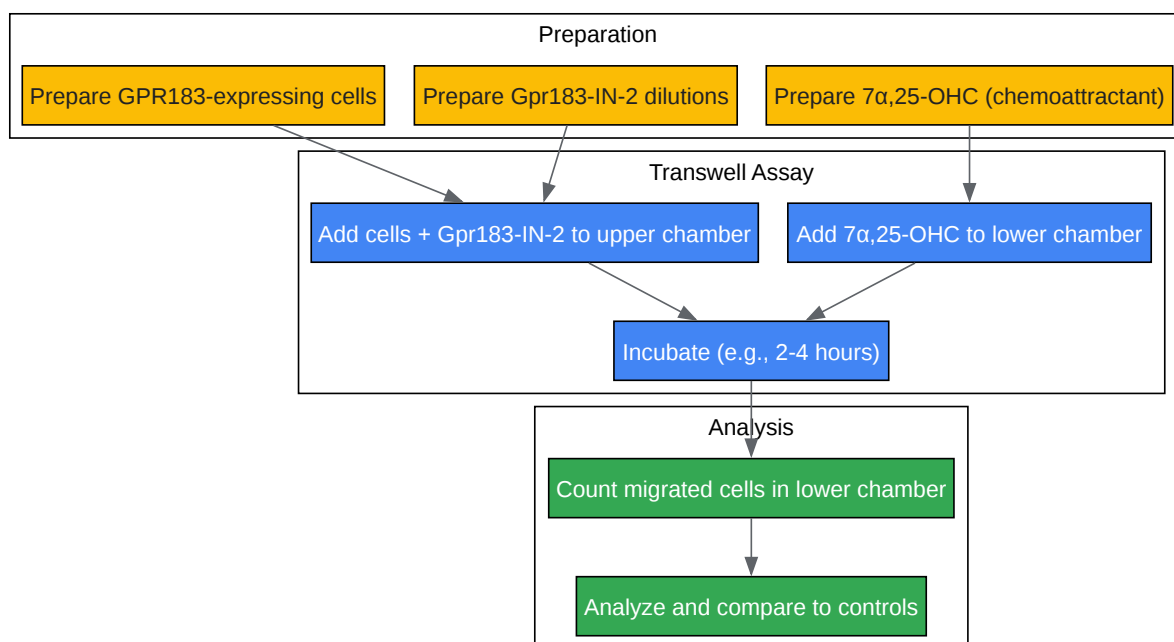 Preparation
Prepare GPR183-expressing cells
Prepare Gpr183-IN-2 dilutions
Prepare 7α,25-OHC (chemoattractant)
Transwell Assay
Add cells + Gpr183-IN-2 to upper chamber
Add 7α,25-OHC to lower chamber
Incubate (e.g., 2-4 hours)
Analysis
Count migrated cells in lower chamber
Analyze and compare to controls